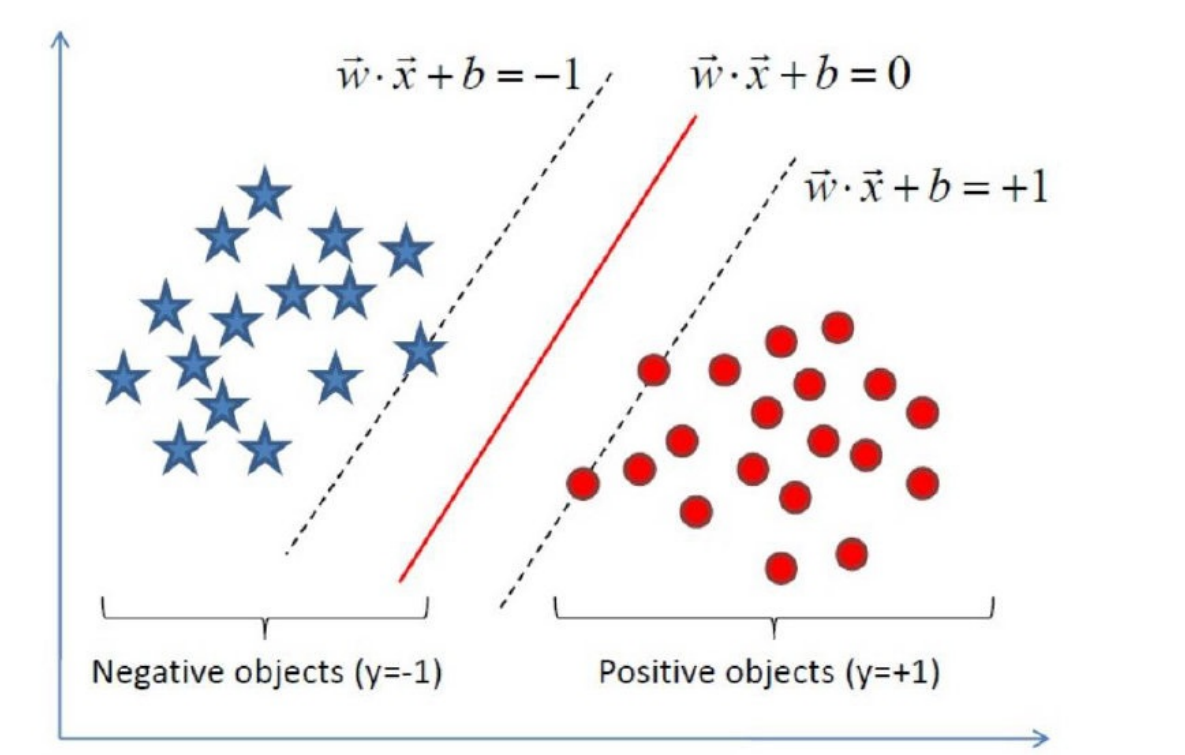 w⃗·x⃗+b=−1
w⃗·x⃗+b=0
w⃗·x⃗+b=+1
Negative objects (y=-1)
Positive objects (y=+1)